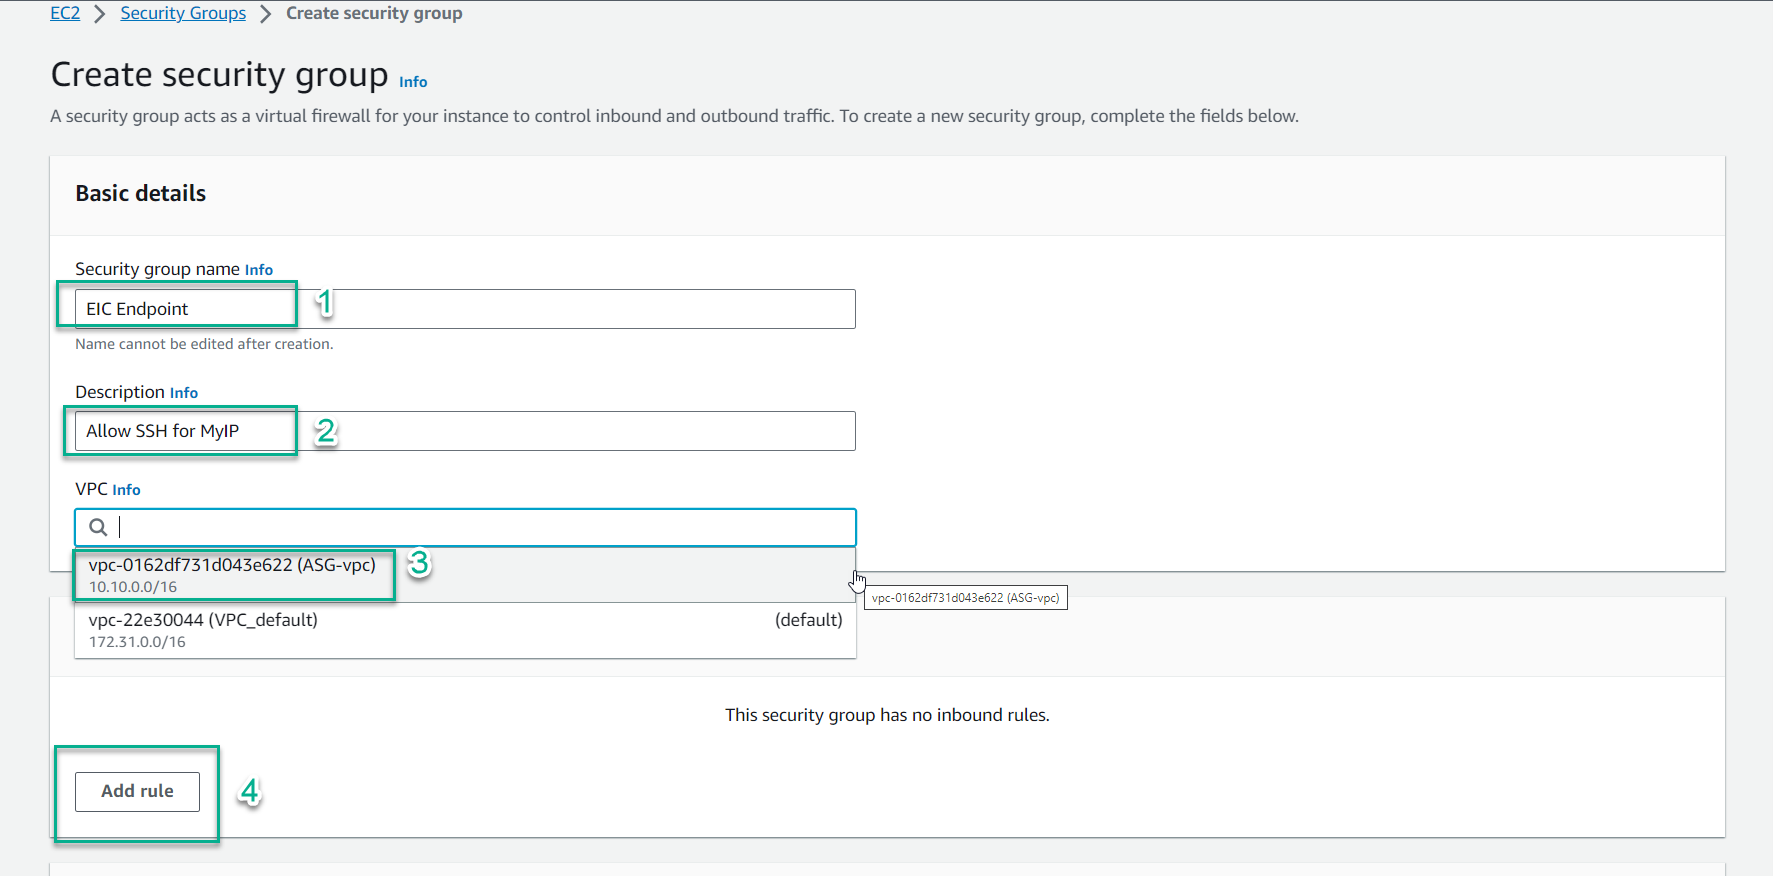 EC2 > Security Groups > Create security group
Create security group Info
A security group acts as a virtual firewall for your instance to control inbound and outbound traffic. To create a new security group, complete the fields below.
Basic details
Security group name Info
EIC Endpoint 1
Name cannot be edited after creation.
Description Info
Allow SSH for MyIP 2
VPC Info
vpc-0162df731d043e622 (ASG-vpc) 3
10.10.0.0/16
vpc-0162df731d043e622 (ASG-vpc)
vpc-22e30044 (VPC_default) (default)
172.31.0.0/16
This security group has no inbound rules.
Add rule 4